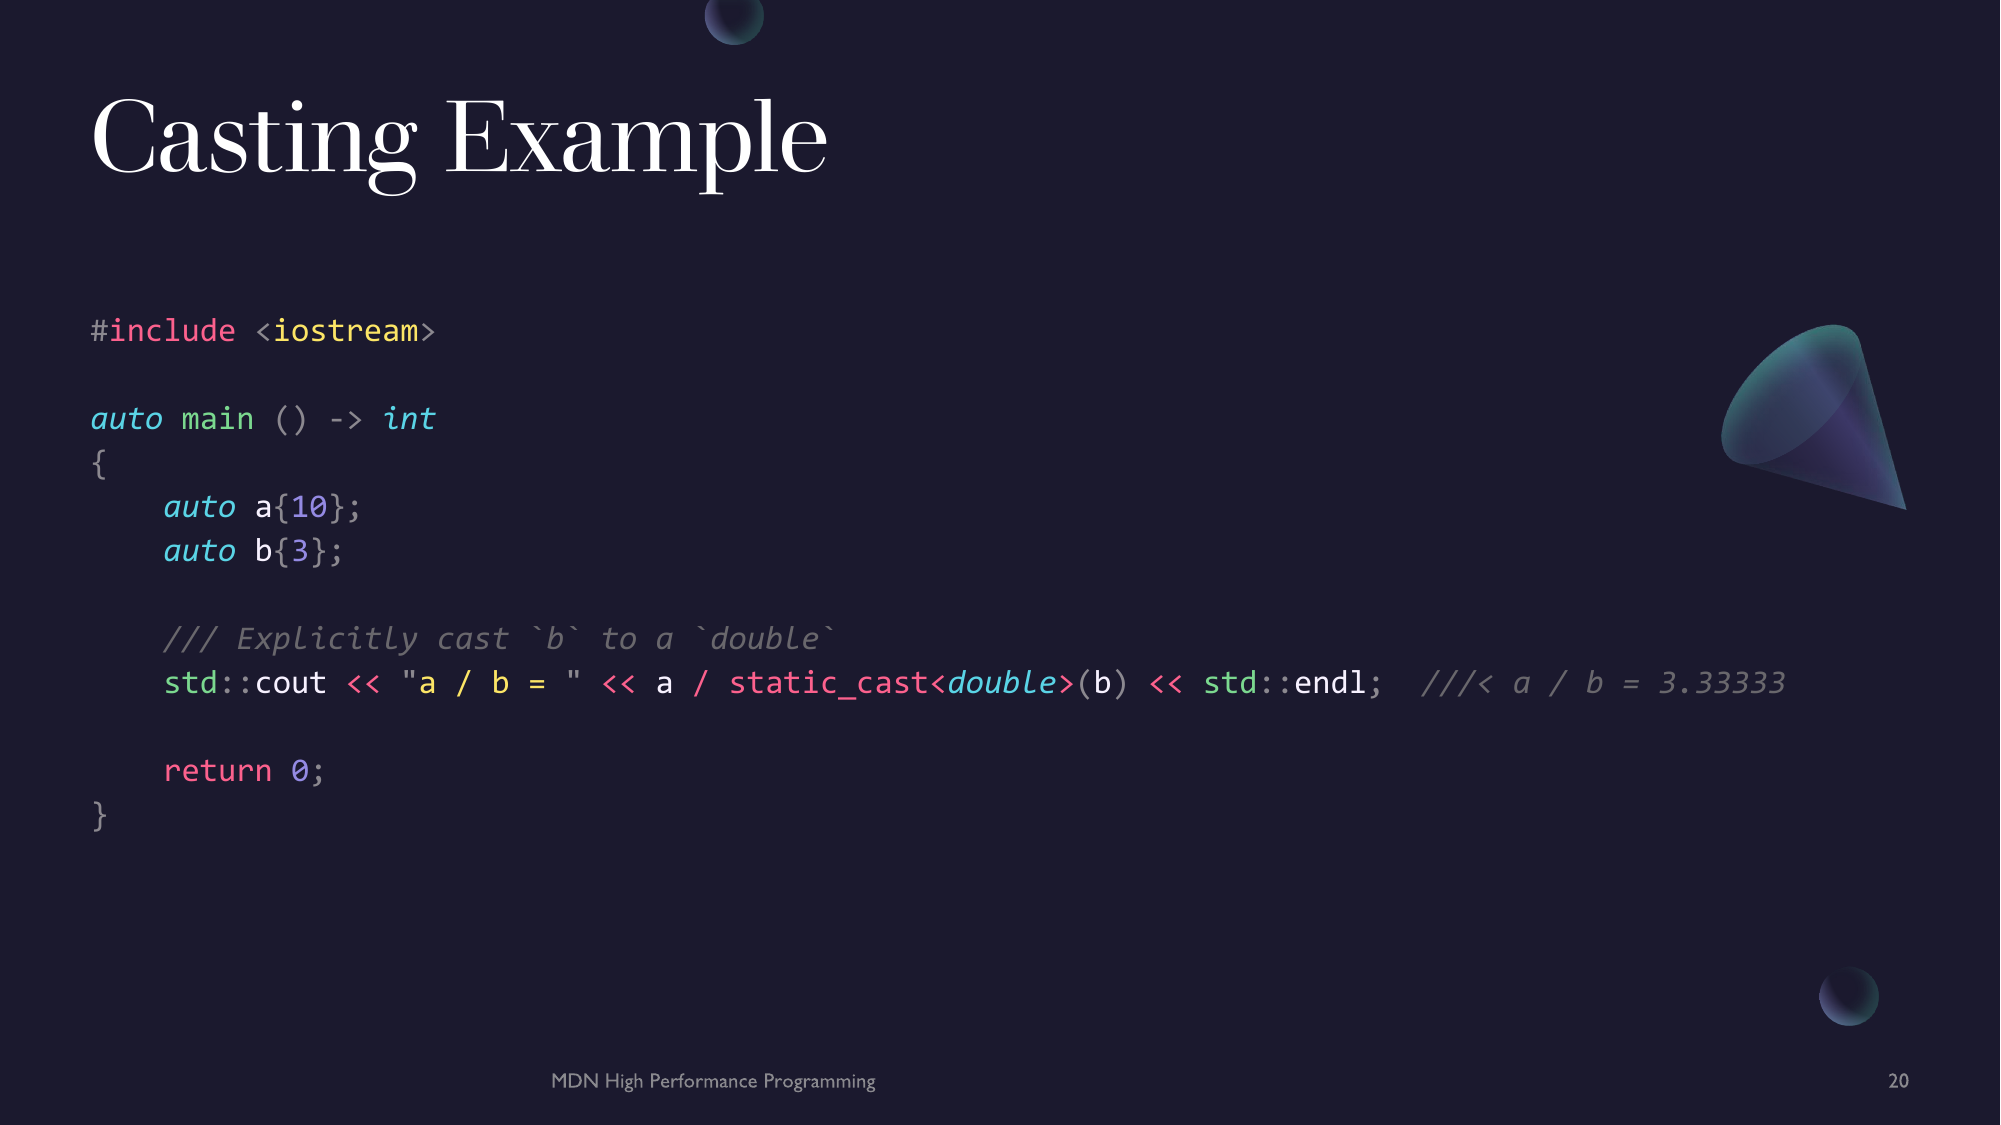 Casting Example
#include <iostream>
auto main () -> int
{
    auto a{10};
    auto b{3};
    /// Explicitly cast `b` to a `double`
    std::cout << "a / b = " << a / static_cast<double>(b) << std::endl;  ///< a / b = 3.33333
    return 0;
}
MDN High Performance Programming
20